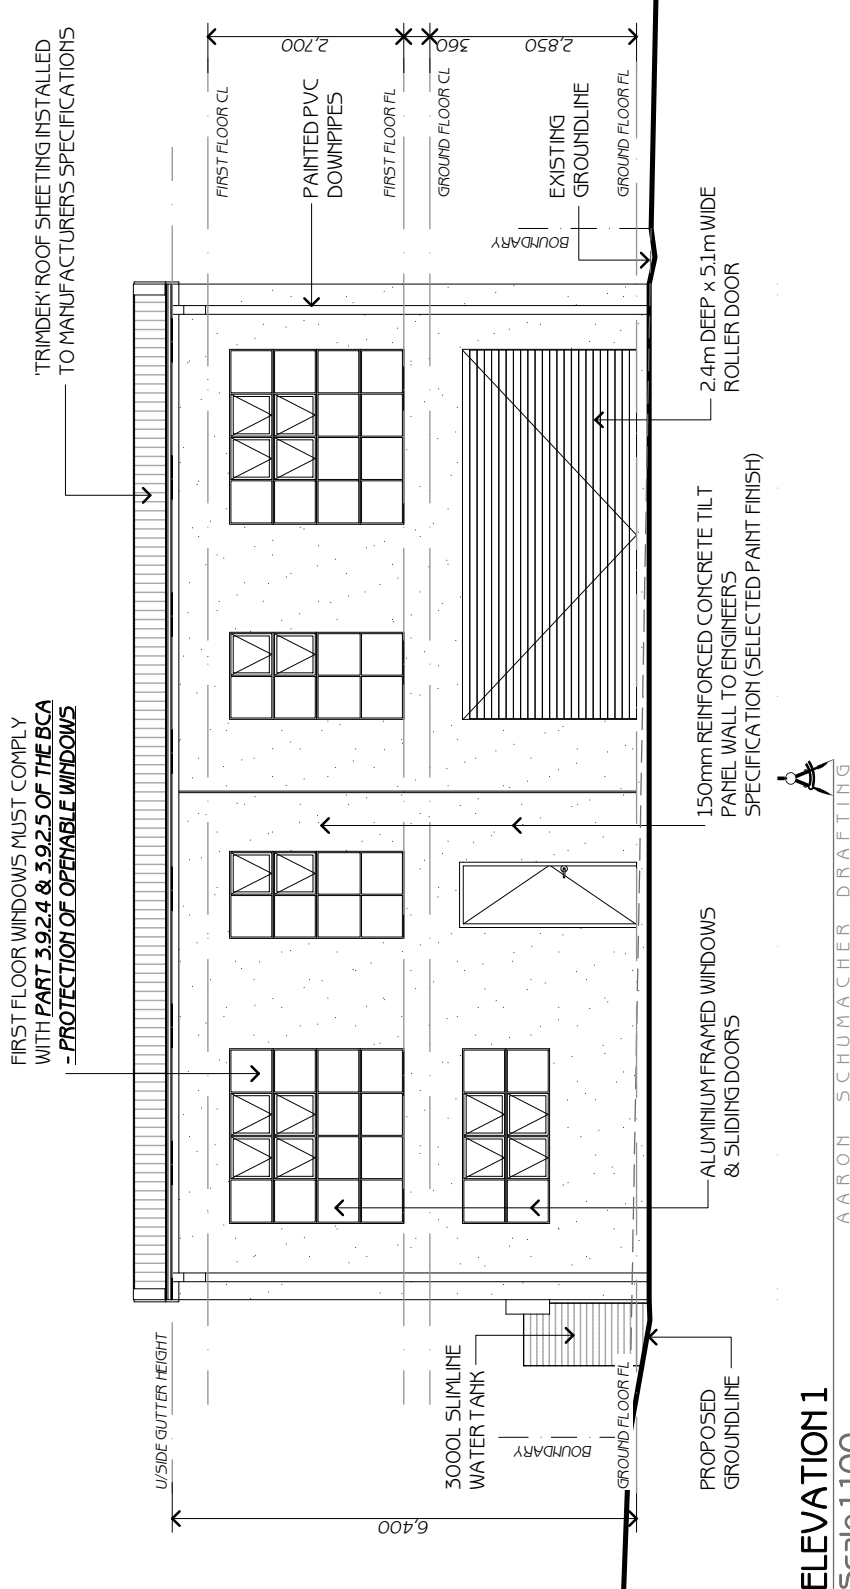 'TRIMDEK' ROOF SHEETING INSTALLED
TO MANUFACTURERS SPECIFICATIONS
FIRST FLOOR WINDOWS MUST COMPLY
WITH PART 3.9.2.4 & 3.9.2.5 OF THE BCA
- PROTECTION OF OPENABLE WINDOWS
U/SIDE GUTTER HEIGHT
6,400
3000L SLIMLINE
WATER TANK
BOUNDARY
GROUND FLOOR FL
PROPOSED
GROUNDLINE
ALUMINIUM FRAMED WINDOWS
& SLIDING DOORS
150mm REINFORCED CONCRETE TILT
PANEL WALL TO ENGINEERS
SPECIFICATION (SELECTED PAINT FINISH)
2.4m DEEP x 5.1m WIDE
ROLLER DOOR
FIRST FLOOR CL
PAINTED PVC
DOWNPIPES
FIRST FLOOR FL
GROUND FLOOR CL
EXISTING
GROUNDLINE
GROUND FLOOR FL
BOUNDARY
2,700
360
2,850
ELEVATION 1
Scale 1:100
AARON SCHUMACHER DRAFTING